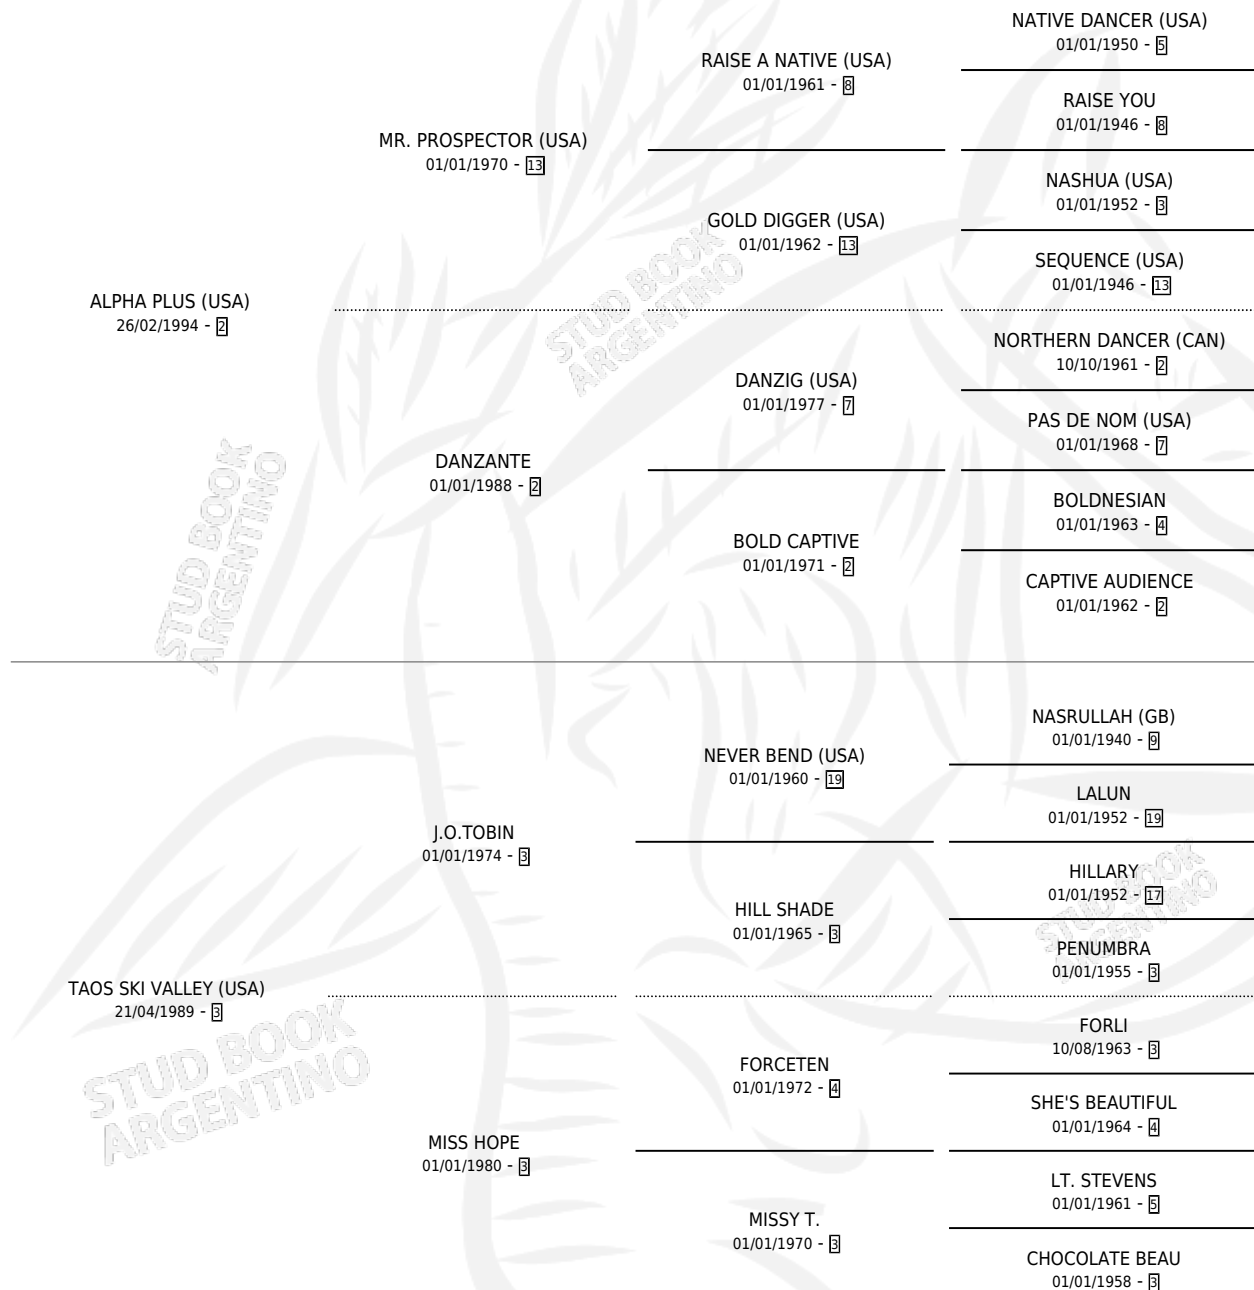 NATIVE DANCER (USA)
01/01/1950 - 5
RAISE A NATIVE (USA)
01/01/1961 - 8
RAISE YOU
01/01/1946 - 8
MR. PROSPECTOR (USA)
01/01/1970 - 13
NASHUA (USA)
01/01/1952 - 3
GOLD DIGGER (USA)
01/01/1962 - 13
SEQUENCE (USA)
01/01/1946 - 13
ALPHA PLUS (USA)
26/02/1994 - 2
STUD BOOK
ARGENTINO
NORTHERN DANCER (CAN)
10/10/1961 - 2
DANZIG (USA)
01/01/1977 - 7
PAS DE NOM (USA)
01/01/1968 - 7
DANZANTE
01/01/1988 - 2
BOLDNESIAN
01/01/1963 - 4
BOLD CAPTIVE
01/01/1971 - 2
CAPTIVE AUDIENCE
01/01/1962 - 2
STUD BOOK
ARGENTINO
NASRULLAH (GB)
01/01/1940 - 9
NEVER BEND (USA)
01/01/1960 - 19
LALUN
01/01/1952 - 19
J.O.TOBIN
01/01/1974 - 3
HILLARY
01/01/1952 - 17
HILL SHADE
01/01/1965 - 3
PENUMBRA
01/01/1955 - 3
STUD BOOK
ARGENTINO
TAOS SKI VALLEY (USA)
21/04/1989 - 3
FORLI
10/08/1963 - 3
FORCETEN
01/01/1972 - 4
SHE'S BEAUTIFUL
01/01/1964 - 4
STUD BOOK
ARGENTINO
MISS HOPE
01/01/1980 - 3
LT. STEVENS
01/01/1961 - 5
MISSY T.
01/01/1970 - 3
CHOCOLATE BEAU
01/01/1958 - 3